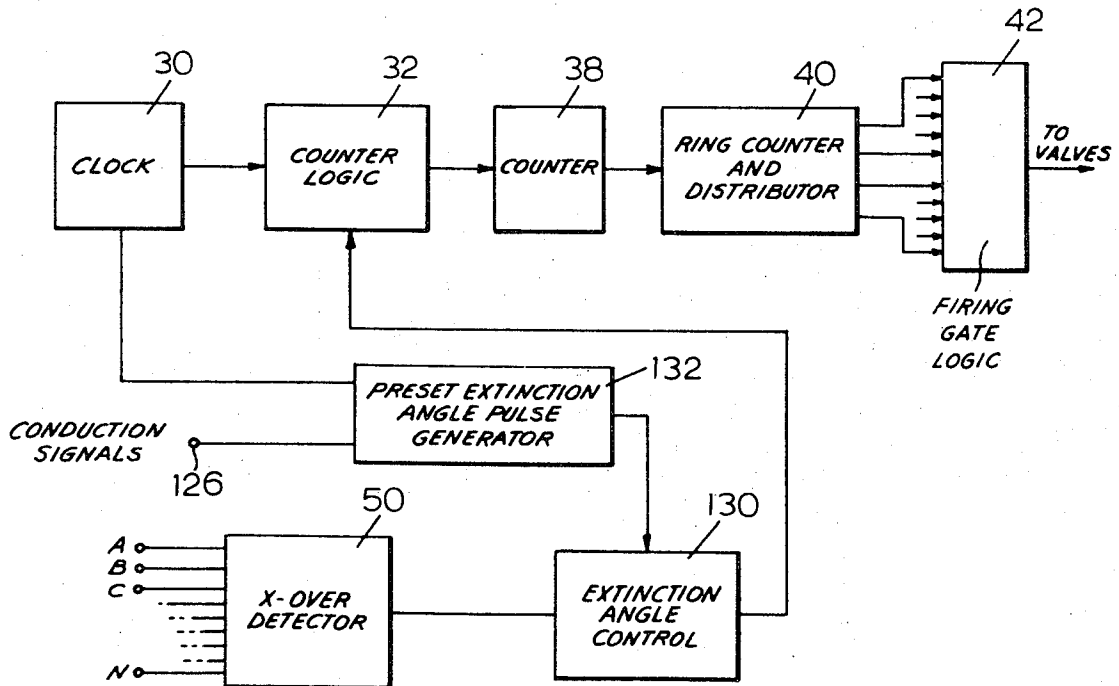 30
32
38
40
42
CLOCK
COUNTER
LOGIC
COUNTER
RING COUNTER
AND
DISTRIBUTOR
TO
VALVES
FIRING
GATE
LOGIC
132
PRESET EXTINCTION
ANGLE PULSE
GENERATOR
CONDUCTION
SIGNALS
126
50
130
A
B
C
N
X-OVER
DETECTOR
EXTINCTION
ANGLE
CONTROL